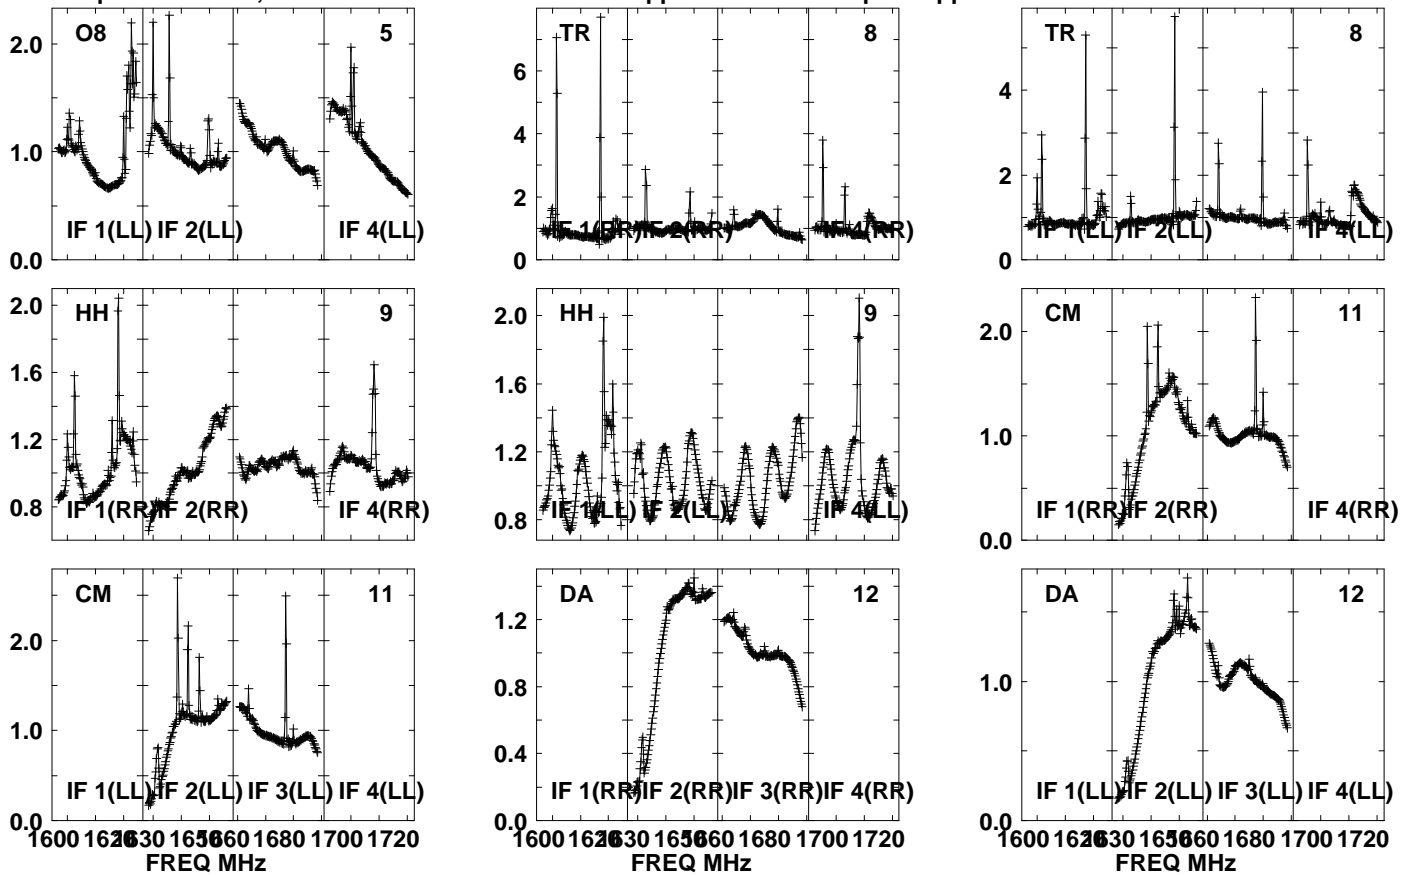 O8 5
2.0
1.0
0.0
IF 1(LL) IF 2(LL) IF 4(LL)
TR 8
6
4
2
0
IF 1(RR) IF 2(RR) IF 4(RR)
TR 8
4
2
0
IF 1(LL) IF 2(LL) IF 4(LL)
HH 9
2.0
1.6
1.2
0.8
IF 1(RR) IF 2(RR) IF 4(RR)
HH 9
2.0
1.6
1.2
0.8
IF 1(LL) IF 2(LL) IF 4(LL)
CM 11
2.0
1.0
0.0
IF 1(RR) IF 2(RR) IF 4(RR)
CM 11
2.0
1.0
0.0
IF 1(LL) IF 2(LL) IF 3(LL) IF 4(LL)
1600 1620 1630 1650 1660 1680 1700 1720
FREQ MHz
DA 12
1.2
0.8
0.4
0.0
IF 1(RR) IF 2(RR) IF 3(RR) IF 4(RR)
1600 1620 1630 1650 1660 1680 1700 1720
FREQ MHz
DA 12
1.0
0.0
IF 1(LL) IF 2(LL) IF 3(LL) IF 4(LL)
1600 1620 1630 1650 1660 1680 1700 1720
FREQ MHz